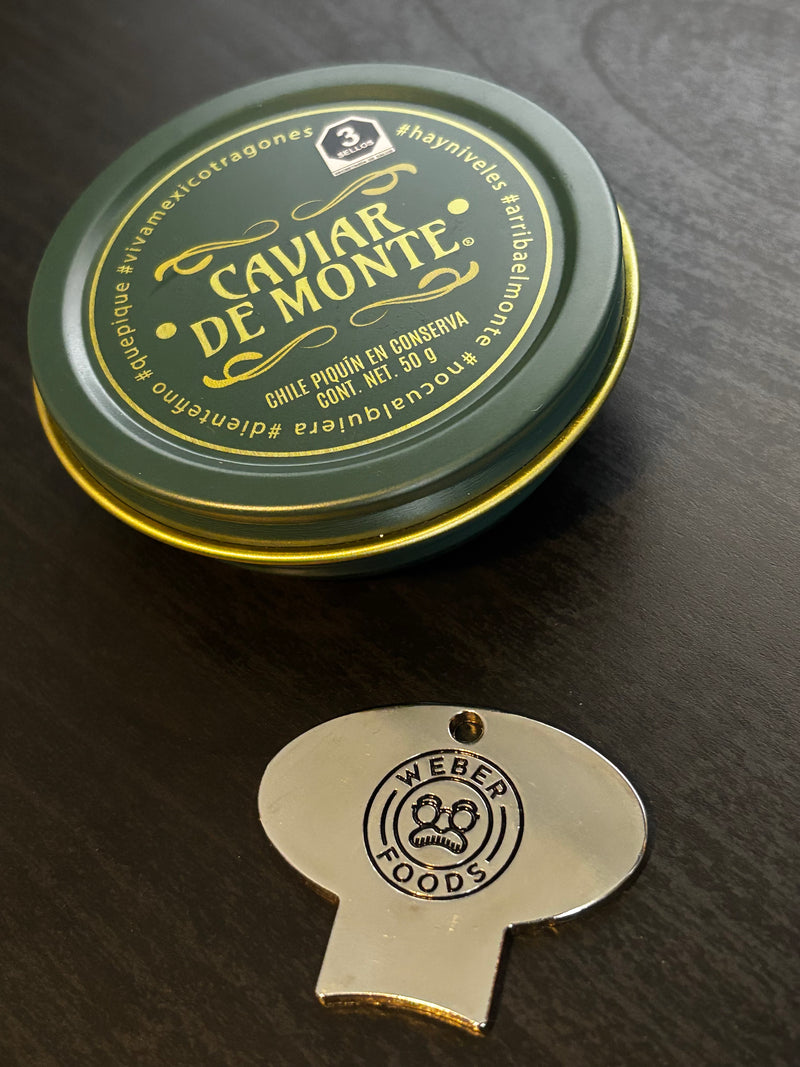 #quepique #vivamexicotragones
3
SELLOS
#hayniveles #arribaelmonte #nocualquiera #dientefino
CAVIAR
DE MONTE®
CHILE PIQUÍN EN CONSERVA
CONT. NET. 50 g
WEBER
FOODS